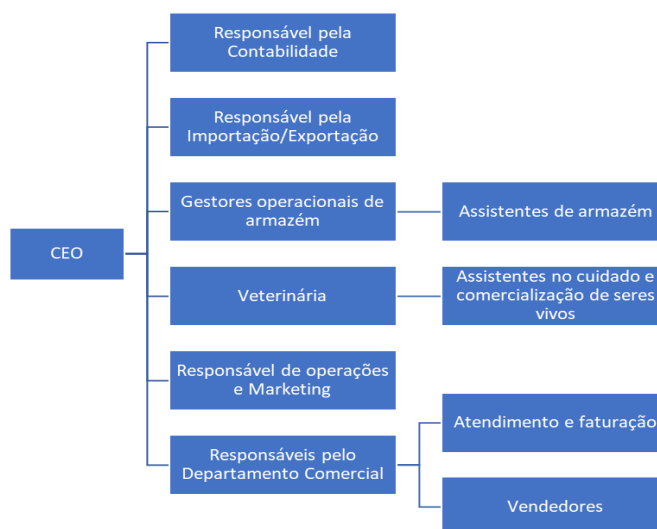 Responsável pela
Contabilidade
Responsável pela
Importação/Exportação
Gestores operacionais de
armazém
Assistentes de armazém
CEO
Veterinária
Assistentes no cuidado e
comercialização de seres
vivos
Responsável de operações
e Marketing
Responsáveis pelo
Departamento Comercial
Atendimento e faturação
Vendedores